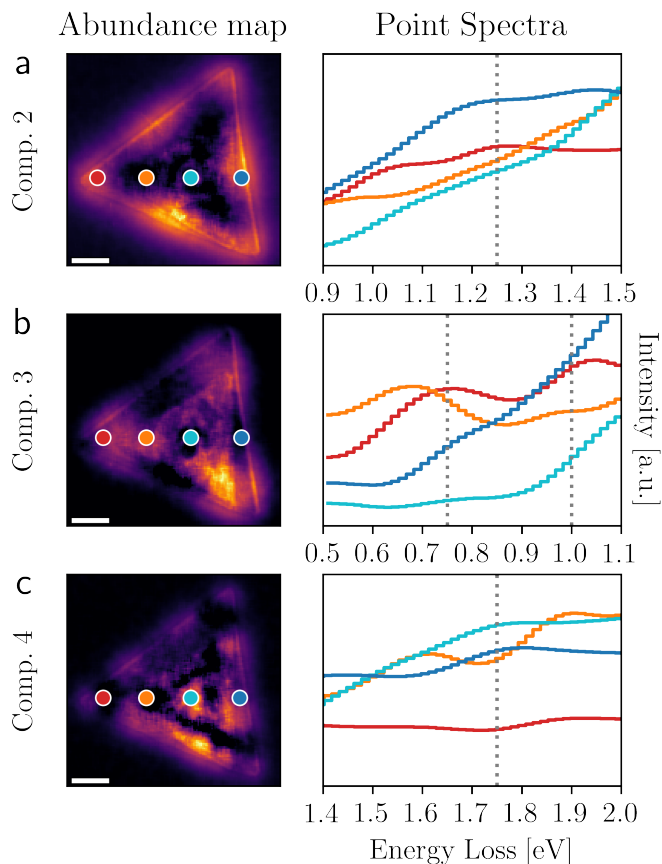 Abundance map Point Spectra
a
Comp. 2
0.9 1.0 1.1 1.2 1.3 1.4 1.5
b
Comp. 3
0.5 0.6 0.7 0.8 0.9 1.0 1.1
Intensity [a.u.]
c
Comp. 4
1.4 1.5 1.6 1.7 1.8 1.9 2.0
Energy Loss [eV]